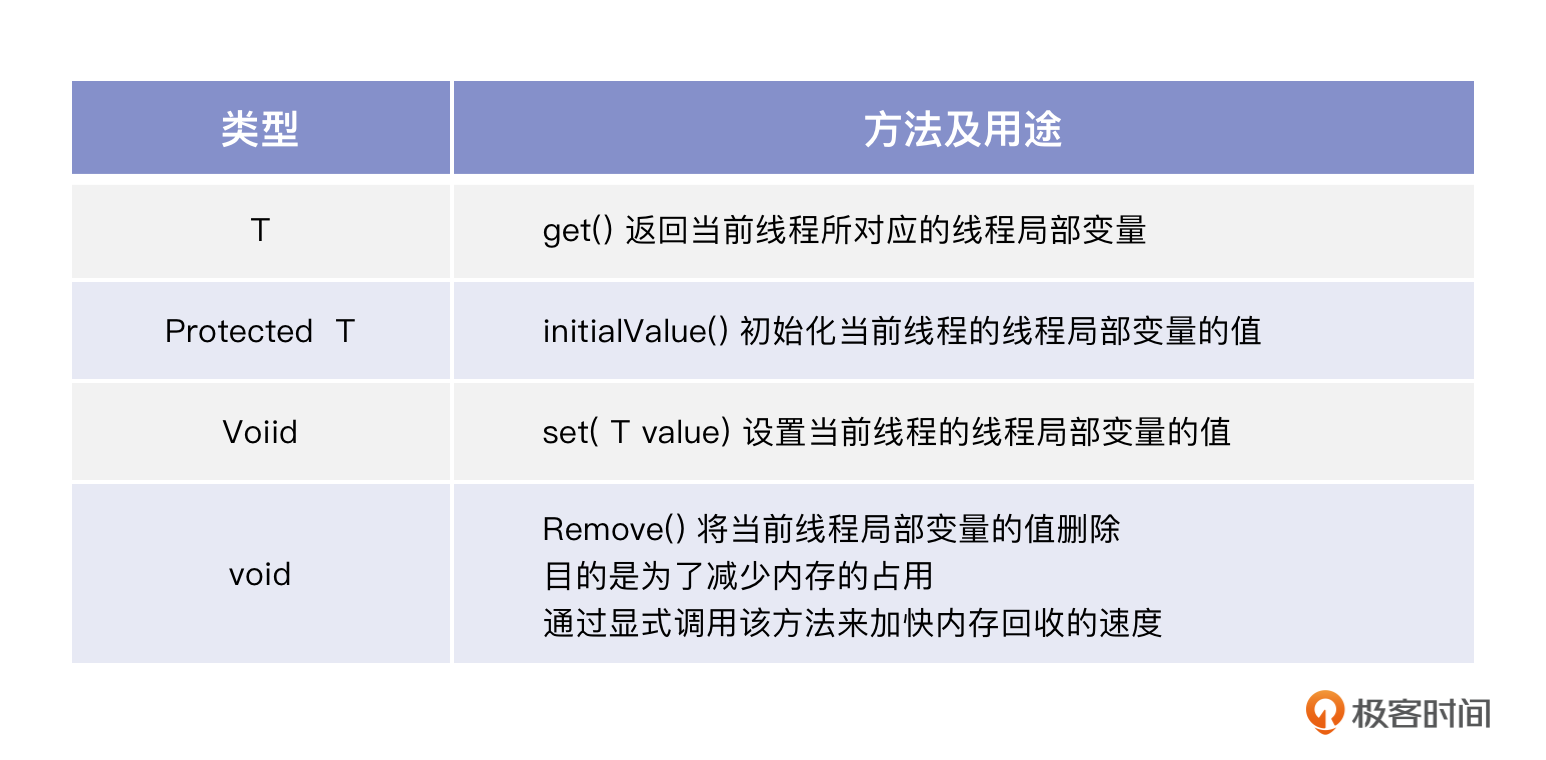 类型
方法及用途
T
get() 返回当前线程所对应的线程局部变量
Protected T
initialValue() 初始化当前线程的线程局部变量的值
Voiid
set( T value) 设置当前线程的线程局部变量的值
void
Remove() 将当前线程局部变量的值删除
目的是为了减少内存的占用
通过显式调用该方法来加快内存回收的速度
极客时间